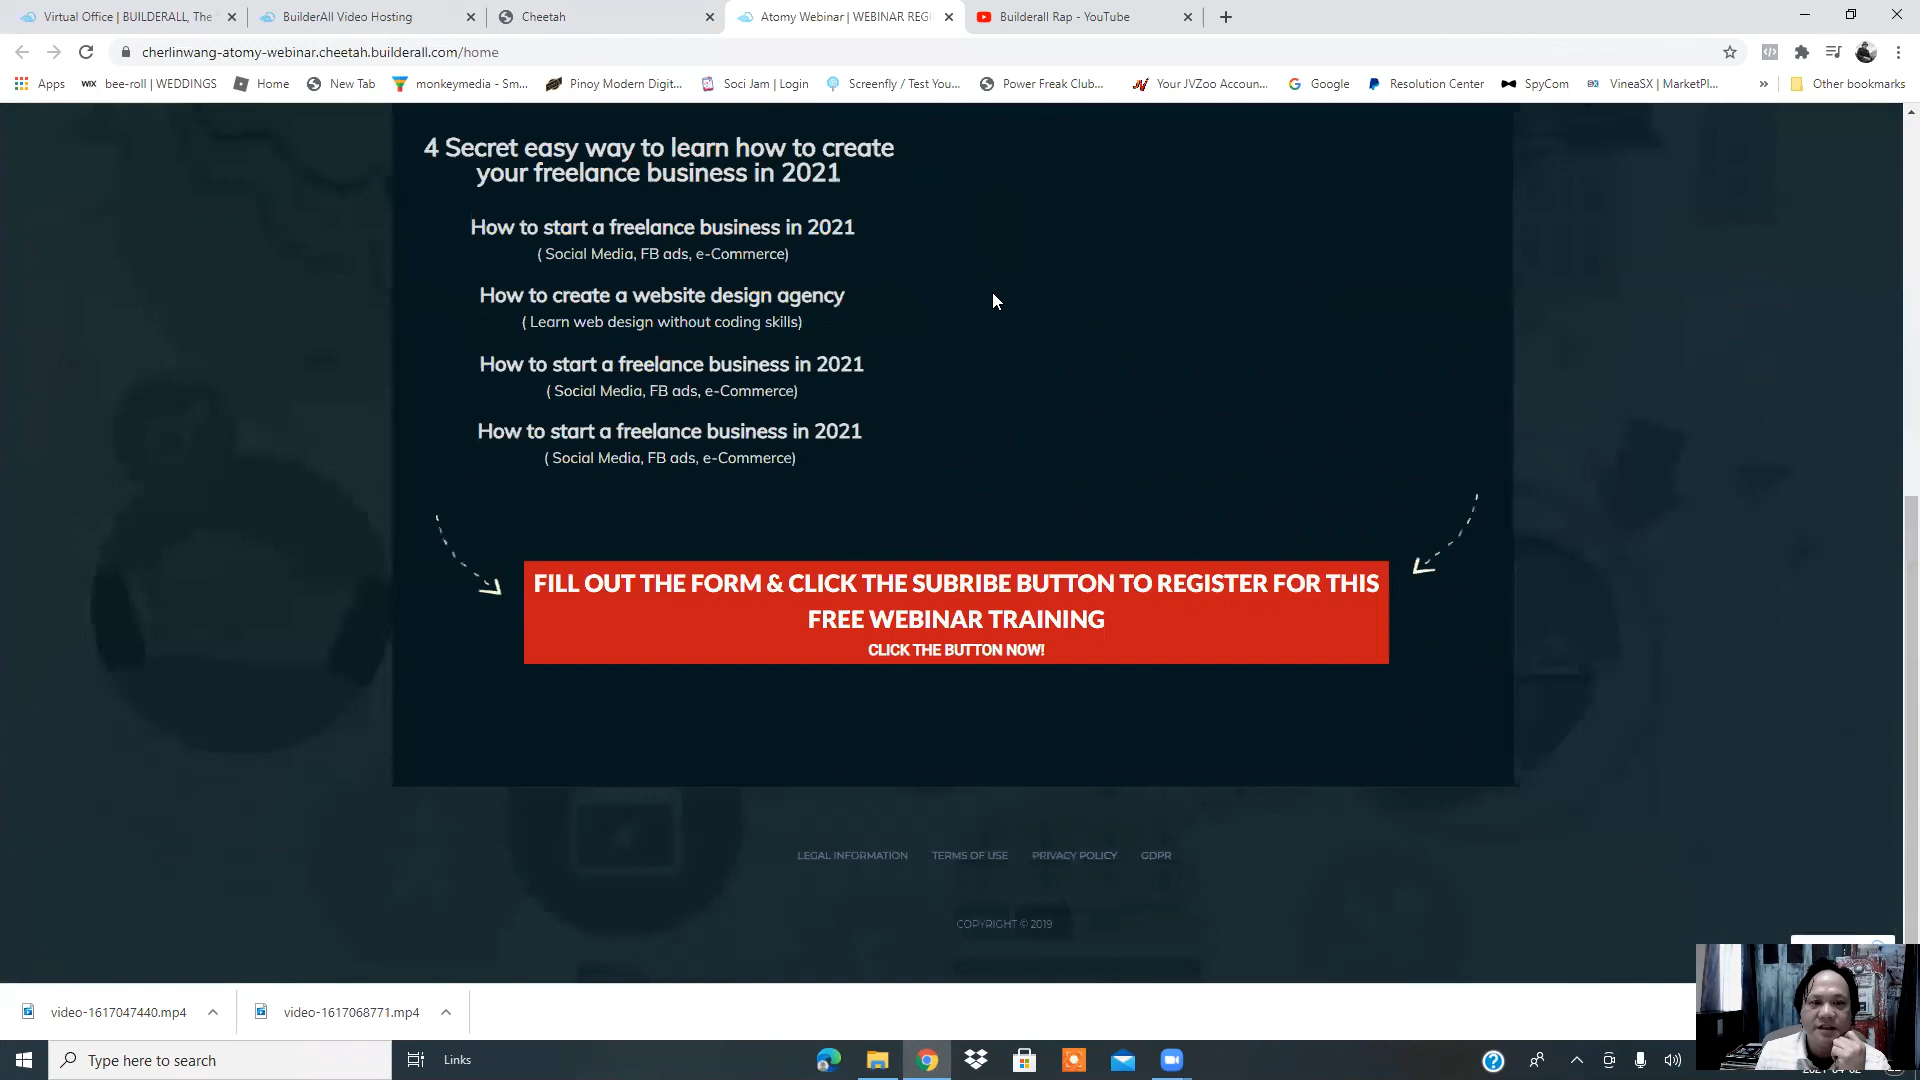 Virtual Office | BUILDERALL, The
BuilderAll Video Hosting
Cheetah
Atomy Webinar | WEBINAR REG
Builderall Rap - YouTube
cherlinwang-atomy-webinar.cheetah.builderall.com/home
Apps
WIX bee-roll | WEDDINGS
Home
New Tab
monkeymedia - Sm...
Pinoy Modern Digit...
Soci Jam | Login
Screenfly / Test You...
Power Freak Club...
Your JVZoo Accoun...
Google
Resolution Center
SpyCom
VineaSX | MarketPl...
Other bookmarks
4 Secret easy way to learn how to create
your freelance business in 2021
How to start a freelance business in 2021
( Social Media, FB ads, e-Commerce)
How to create a website design agency
( Learn web design without coding skills)
How to start a freelance business in 2021
( Social Media, FB ads, e-Commerce)
How to start a freelance business in 2021
( Social Media, FB ads, e-Commerce)
FILL OUT THE FORM & CLICK THE SUBRIBE BUTTON TO REGISTER FOR THIS
FREE WEBINAR TRAINING
CLICK THE BUTTON NOW!
LEGAL INFORMATION
TERMS OF USE
PRIVACY POLICY
GDPR
COPYRIGHT © 2019
video-1617047440.mp4
video-1617068771.mp4
Type here to search
Links